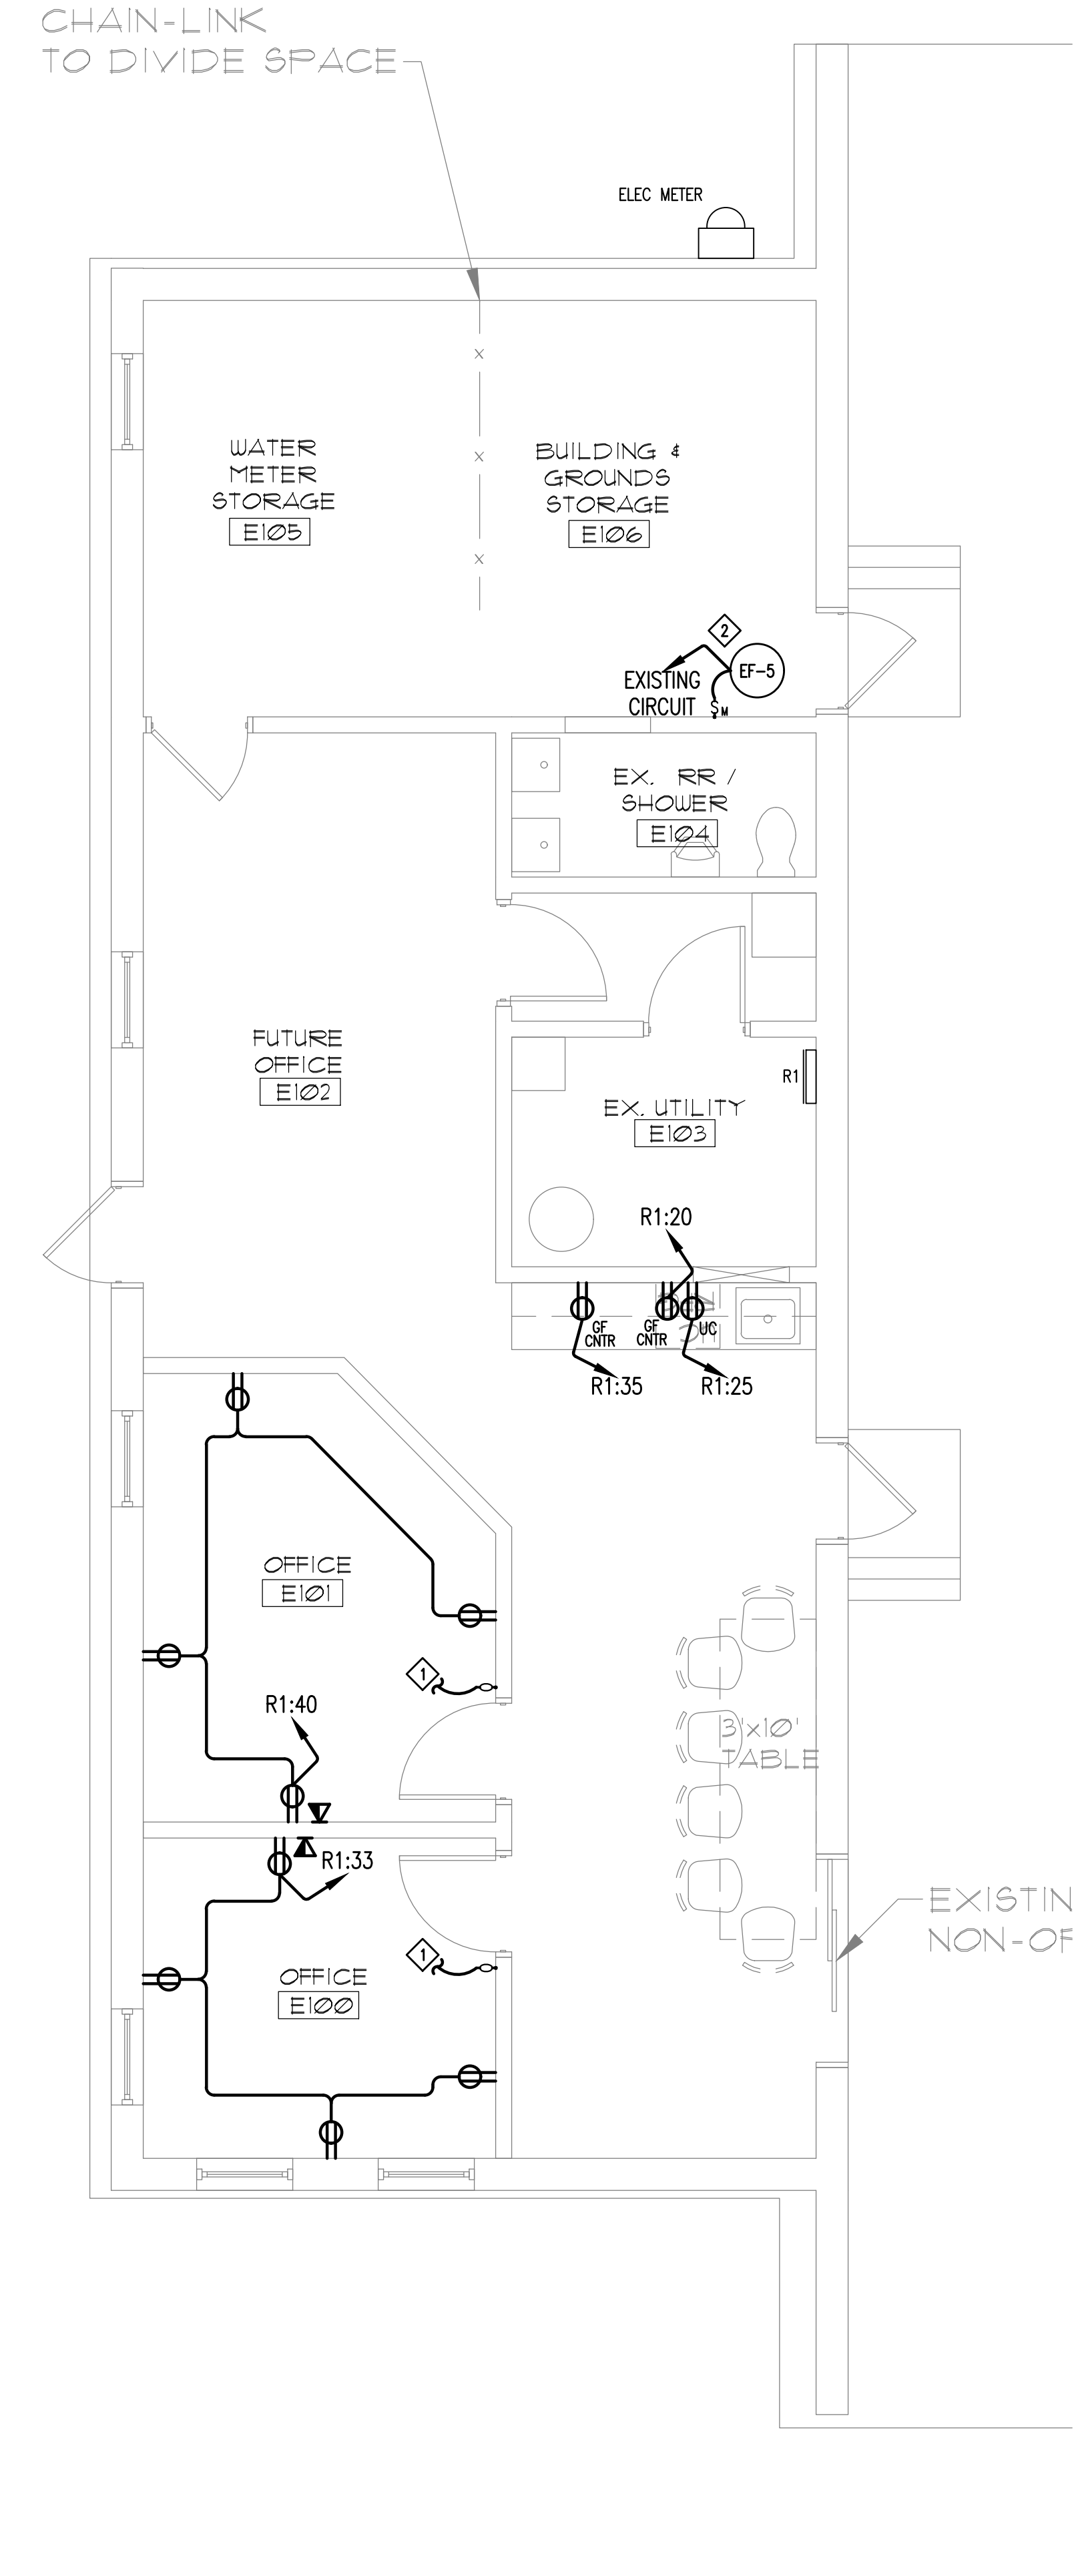 CHAIN-LINK
TO DIVIDE SPACE
ELEC METER
WATER
METER
STORAGE
E105
BUILDING &
GROUNDS
STORAGE
E106
2
EF-5
EXISTING
CIRCUIT
$M
EX. RR /
SHOWER
E104
FUTURE
OFFICE
E102
R1
EX. UTILITY
E103
R1:20
GF
CNTR
GF
CNTR
UC
R1:35
R1:25
OFFICE
E101
1
R1:40
3'x10'
TABLE
R1:33
EXISTIN
NON-OF
1
OFFICE
E100